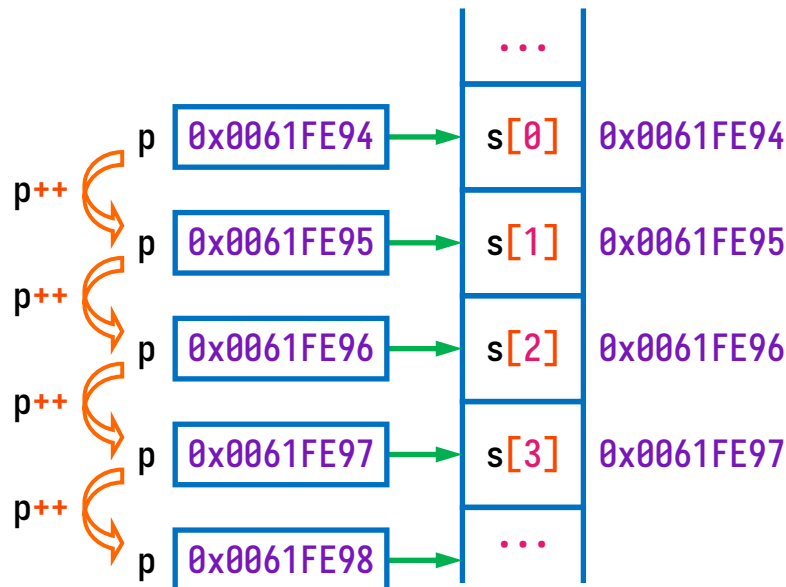 ...
p 0x0061FE94 s[0] 0x0061FE94
p++
p 0x0061FE95 s[1] 0x0061FE95
p++
p 0x0061FE96 s[2] 0x0061FE96
p++
p 0x0061FE97 s[3] 0x0061FE97
p++
...
p 0x0061FE98